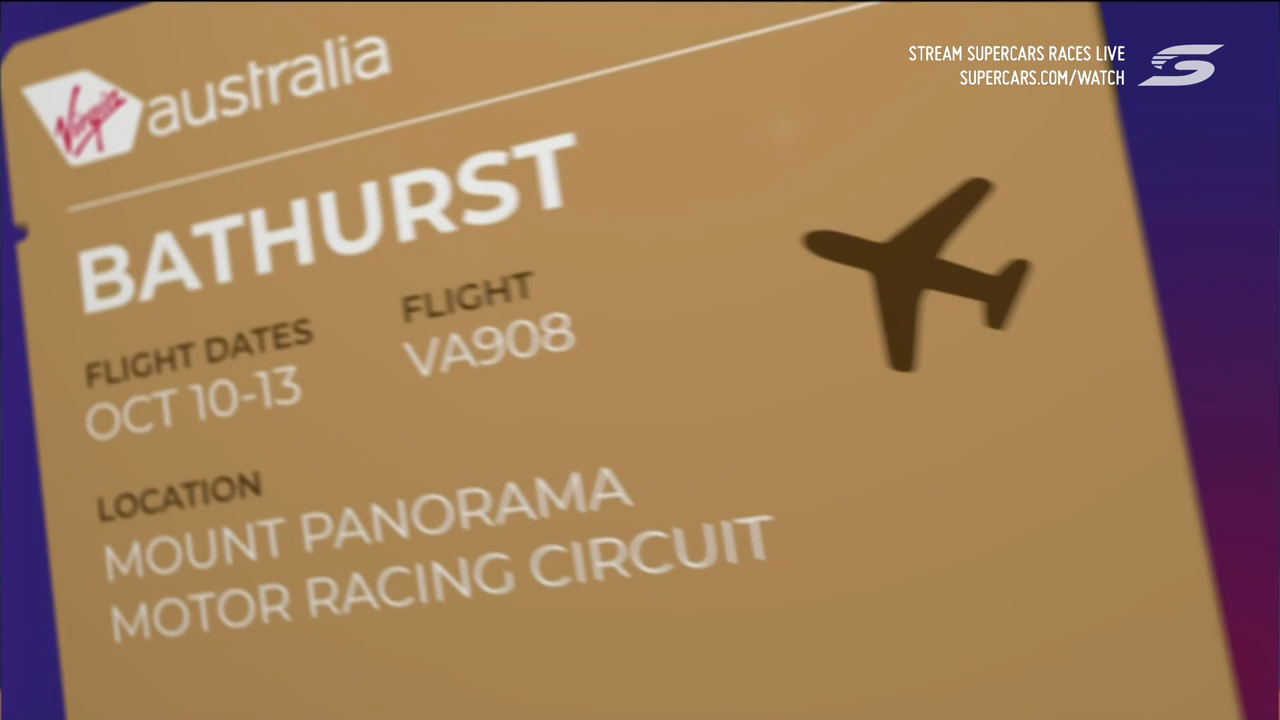 STREAM SUPERCARS RACES LIVE
SUPERCARS.COM/WATCH
Virgin australia
BATHURST
FLIGHT DATES
OCT 10-13
FLIGHT
VA908
LOCATION
MOUNT PANORAMA
MOTOR RACING CIRCUIT